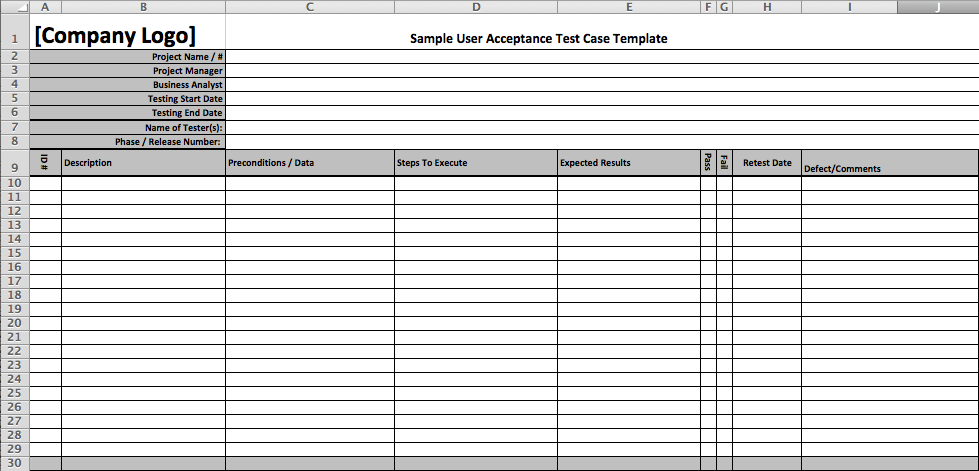 A B C D E F G H I J
1 [Company Logo] Sample User Acceptance Test Case Template
2 Project Name / #
3 Project Manager
4 Business Analyst
5 Testing Start Date
6 Testing End Date
7 Name of Tester(s):
8 Phase / Release Number:
9 ID# Description Preconditions / Data Steps To Execute Expected Results Pass Fail Retest Date Defect/Comments
10
11
12
13
14
15
16
17
18
19
20
21
22
23
24
25
26
27
28
29
30